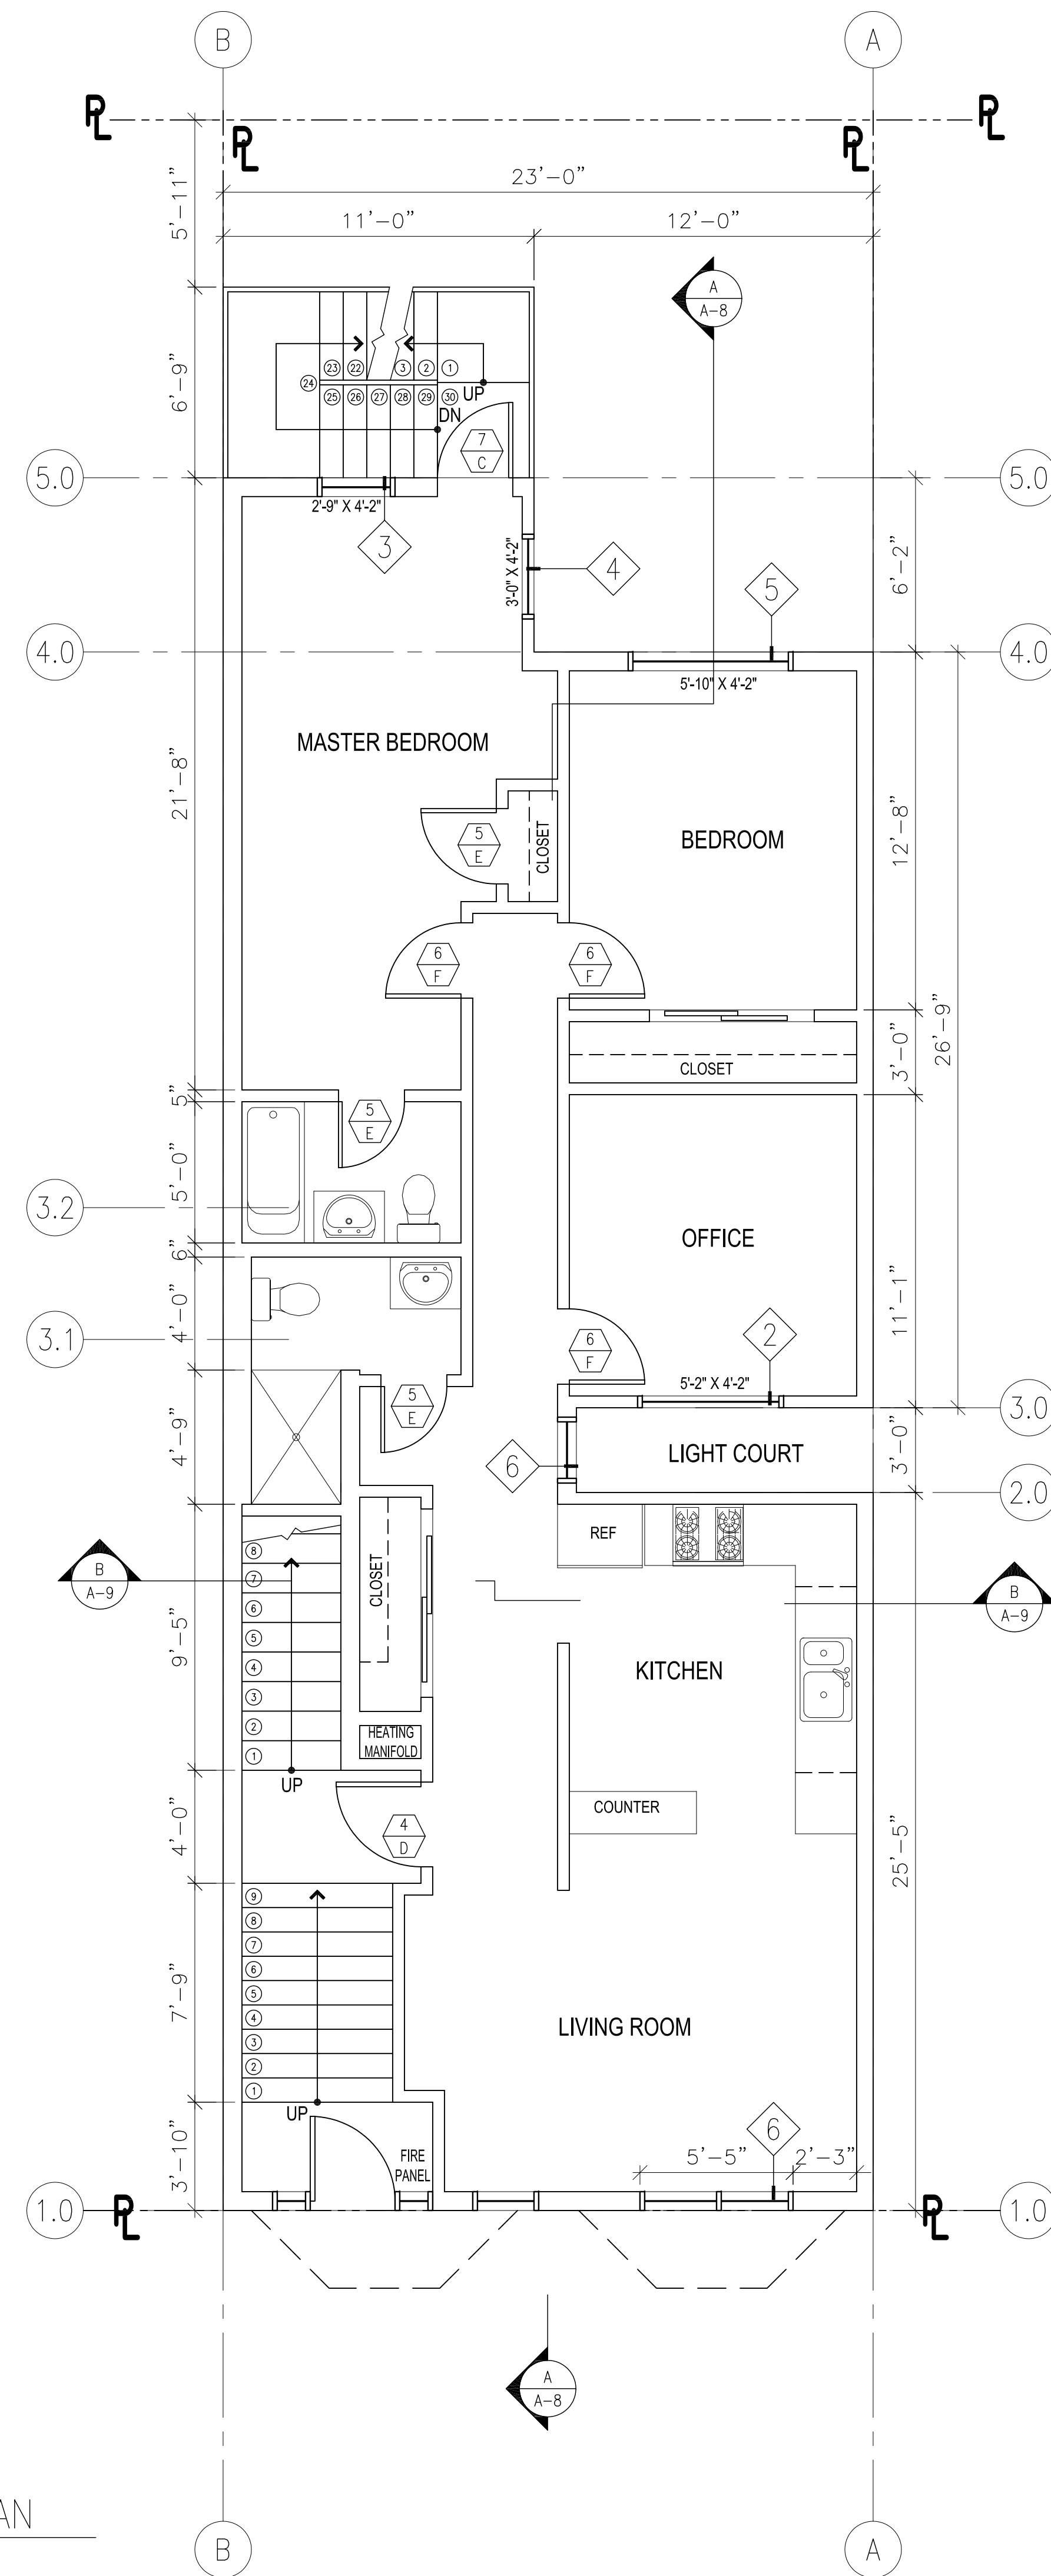 B
A
PL
PL
PL
PL
23'-0"
5'-11"
11'-0"
12'-0"
A
A-8
6'-9"
23
22
3
2
1
24
UP
25
26
27
28
29
30
DN
7
C
5.0
5.0
2'-9" X 4'-2"
3
3'-0" X 4'-2"
4
5
6'-2"
4.0
4.0
5'-10" X 4'-2"
MASTER BEDROOM
21'-8"
5
E
CLOSET
BEDROOM
12'-8"
6
F
6
F
26'-9"
3'-0"
CLOSET
5"
5
E
5'-0"
3.2
OFFICE
6"
4'-0"
11'-1"
3.1
6
F
2
5'-2" X 4'-2"
5
E
3.0
4'-9"
6
LIGHT COURT
3'-0"
2.0
REF
8
B
A-9
7
CLOSET
B
A-9
6
5
9'-5"
KITCHEN
4
3
2
HEATING
MANIFOLD
1
UP
COUNTER
4'-0"
4
D
25'-5"
9
8
7
6
7'-9"
5
4
LIVING ROOM
3
2
1
UP
6
3'-10"
FIRE
PANEL
5'-5"
2'-3"
1.0
PL
PL
1.0
A
A-8
AN
B
A